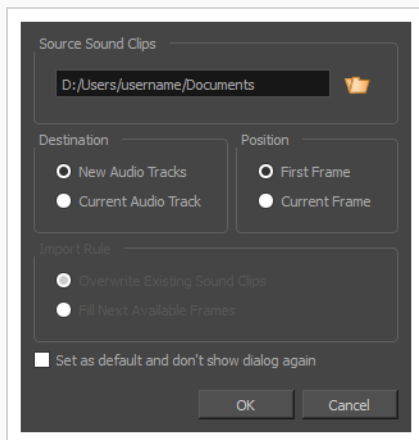 Source Sound Clips
D:/Users/username/Documents
Destination
Position
New Audio Tracks
First Frame
Current Audio Track
Current Frame
Import Rule
Overwrite Existing Sound Clips
Fill Next Available Frames
Set as default and don't show dialog again
OK
Cancel